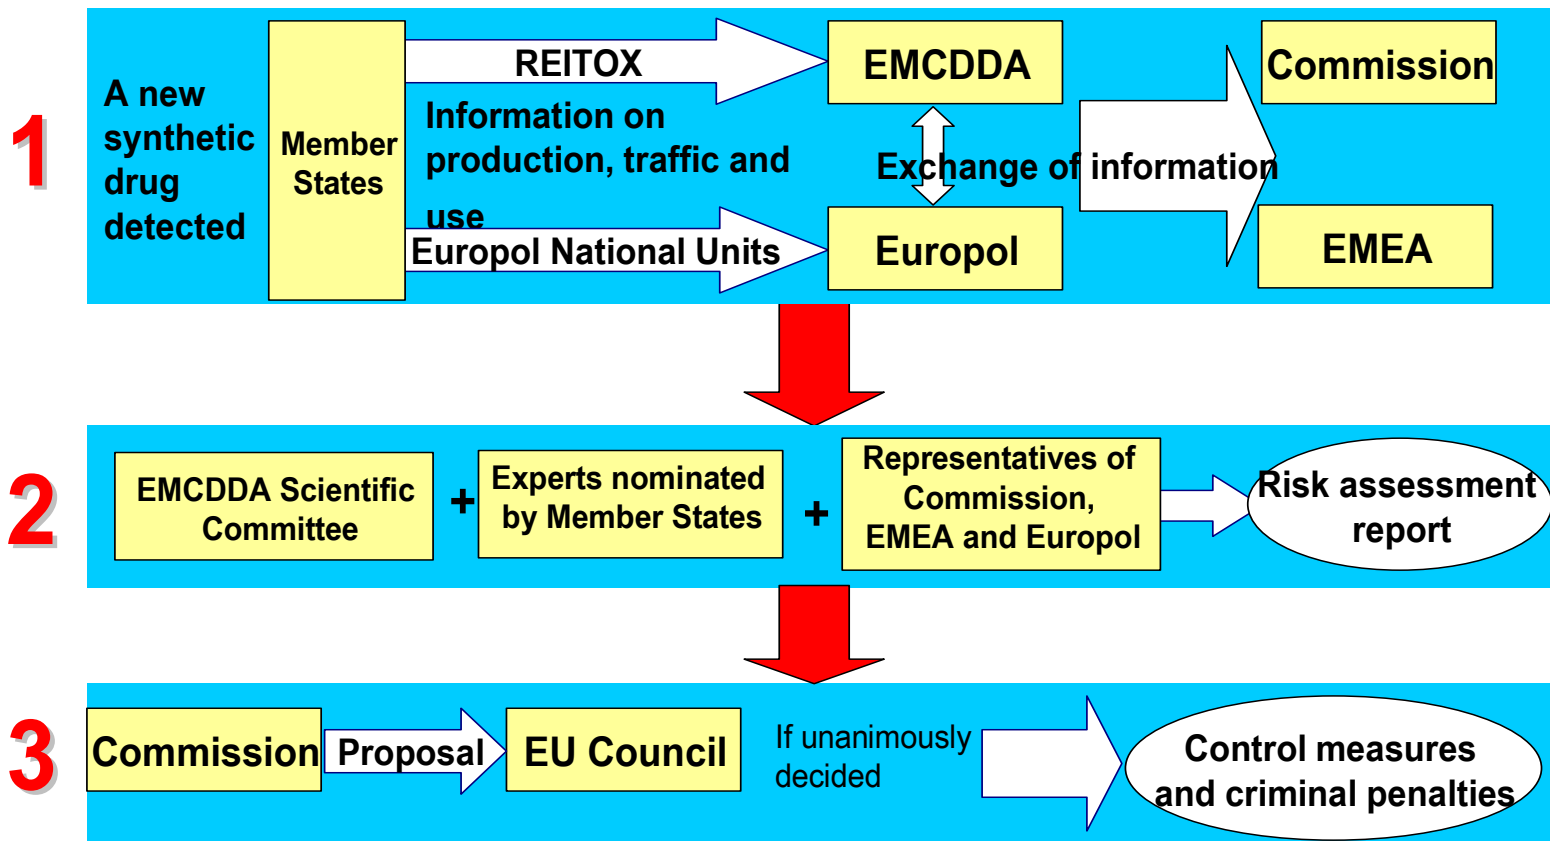 1
A new
synthetic
drug
detected
Member
States
REITOX
Information on
production, traffic and
use
Europol National Units
EMCDDA
Exchange of information
Europol
Commission
EMEA
2
EMCDDA Scientific
Committee
+
Experts nominated
by Member States
+
Representatives of
Commission,
EMEA and Europol
Risk assessment
report
3
Commission
Proposal
EU Council
If unanimously
decided
Control measures
and criminal penalties